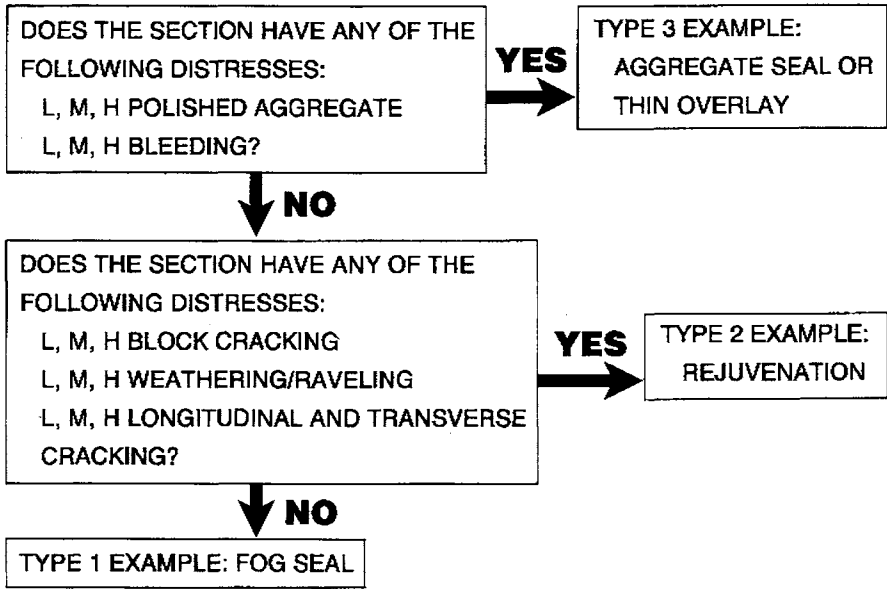 DOES THE SECTION HAVE ANY OF THE
FOLLOWING DISTRESSES:
L, M, H POLISHED AGGREGATE
L, M, H BLEEDING?
YES
TYPE 3 EXAMPLE:
AGGREGATE SEAL OR
THIN OVERLAY
NO
DOES THE SECTION HAVE ANY OF THE
FOLLOWING DISTRESSES:
L, M, H BLOCK CRACKING
L, M, H WEATHERING/RAVELING
L, M, H LONGITUDINAL AND TRANSVERSE
CRACKING?
YES
TYPE 2 EXAMPLE:
REJUVENATION
NO
TYPE 1 EXAMPLE: FOG SEAL